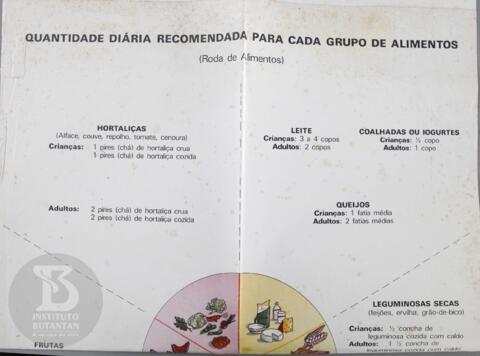 QUANTIDADE DIÁRIA RECOMENDADA PARA CADA GRUPO DE ALIMENTOS
(Roda de Alimentos)
HORTALIÇAS
(Alface, couve, repolho, tomate, cenoura)
Crianças: 1 pires (chá) de hortaliça crua
1 pires (chá) de hortaliça cozida
Adultos: 2 pires (chá) de hortaliça crua
2 pires (chá) de hortaliça cozida
LEITE
Crianças: 3 a 4 copos
Adultos: 2 copos
COALHADAS OU IOGURTES
Crianças: ½ copo
Adultos: 1 copo
QUEIJOS
Crianças: 1 fatia média
Adultos: 2 fatias médias
LEGUMINOSAS SECAS
(feijões, ervilha, grão-de-bico)
Crianças: ½ concha de
leguminosa cozida com caldo
Adultos: 1 ½ concha de
leguminosa cozida com caldo
FRUTAS
INSTITUTO
BUTANTAN